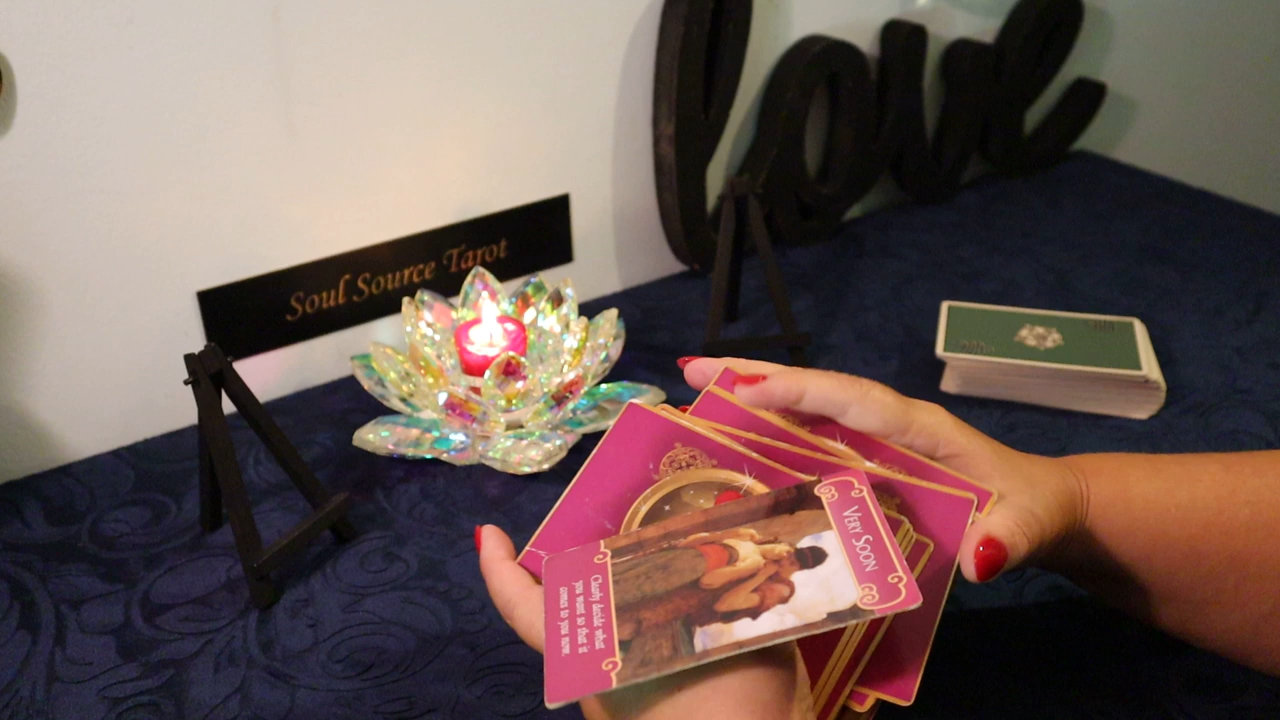 love
Soul Source Tarot
VERY SOON
Clearly decide what
you want so that it
comes to you now.